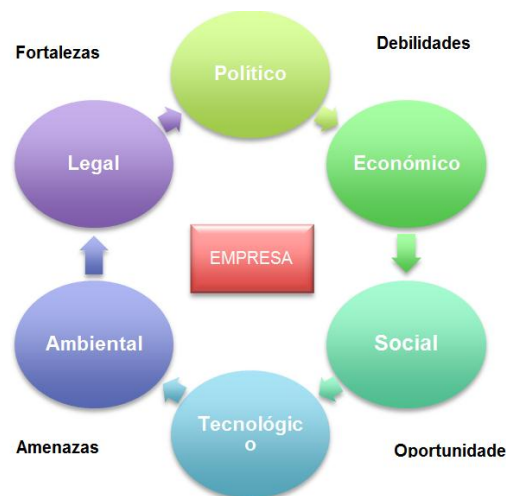 Fortalezas
Político
Debilidades
Legal
Económico
EMPRESA
Ambiental
Social
Tecnológic
o
Amenazas
Oportunidade